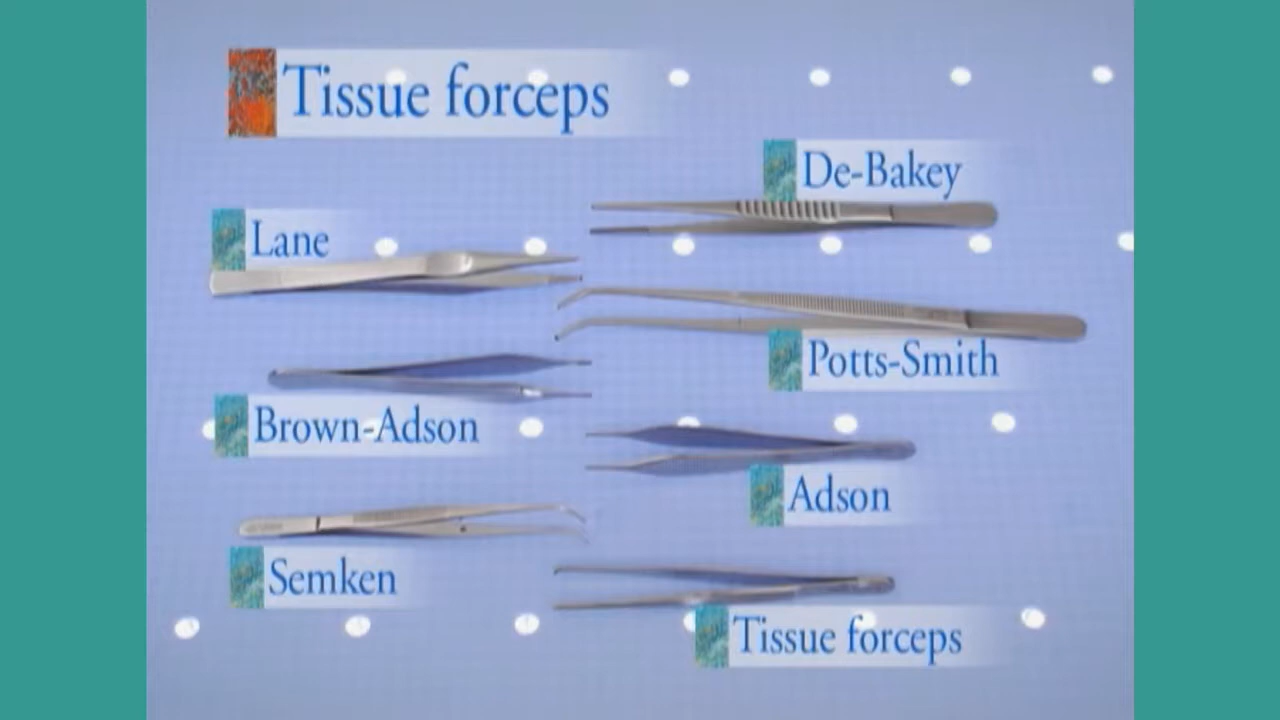 Tissue forceps
De-Bakey
Lane
Potts-Smith
Brown-Adson
Adson
Semken
Tissue forceps